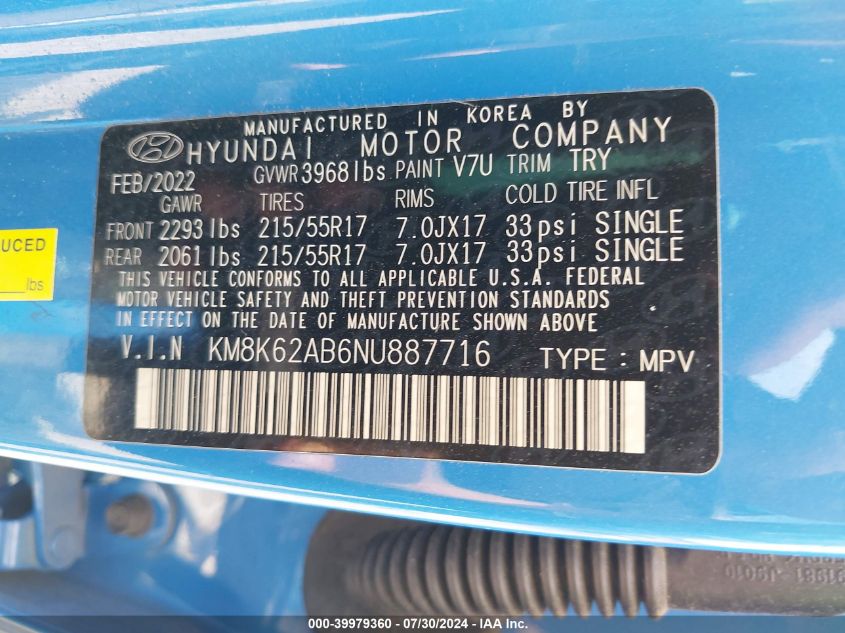 MANUFACTURED IN KOREA BY
HYUNDAI MOTOR COMPANY
FEB/2022 GVWR 3968 lbs PAINT V7U TRIM TRY
GAWR TIRES RIMS COLD TIRE INFL
FRONT 2293 lbs 215/55R17 7.0JX17 33psi SINGLE
REAR 2061 lbs 215/55R17 7.0JX17 33psi SINGLE
THIS VEHICLE CONFORMS TO ALL APPLICABLE U.S.A. FEDERAL
MOTOR VEHICLE SAFETY AND THEFT PREVENTION STANDARDS
IN EFFECT ON THE DATE OF MANUFACTURE SHOWN ABOVE
V.I.N KM8K62AB6NU887716 TYPE : MPV
UCED
lbs
000-39979360 - 07/30/2024 - IAA Inc.